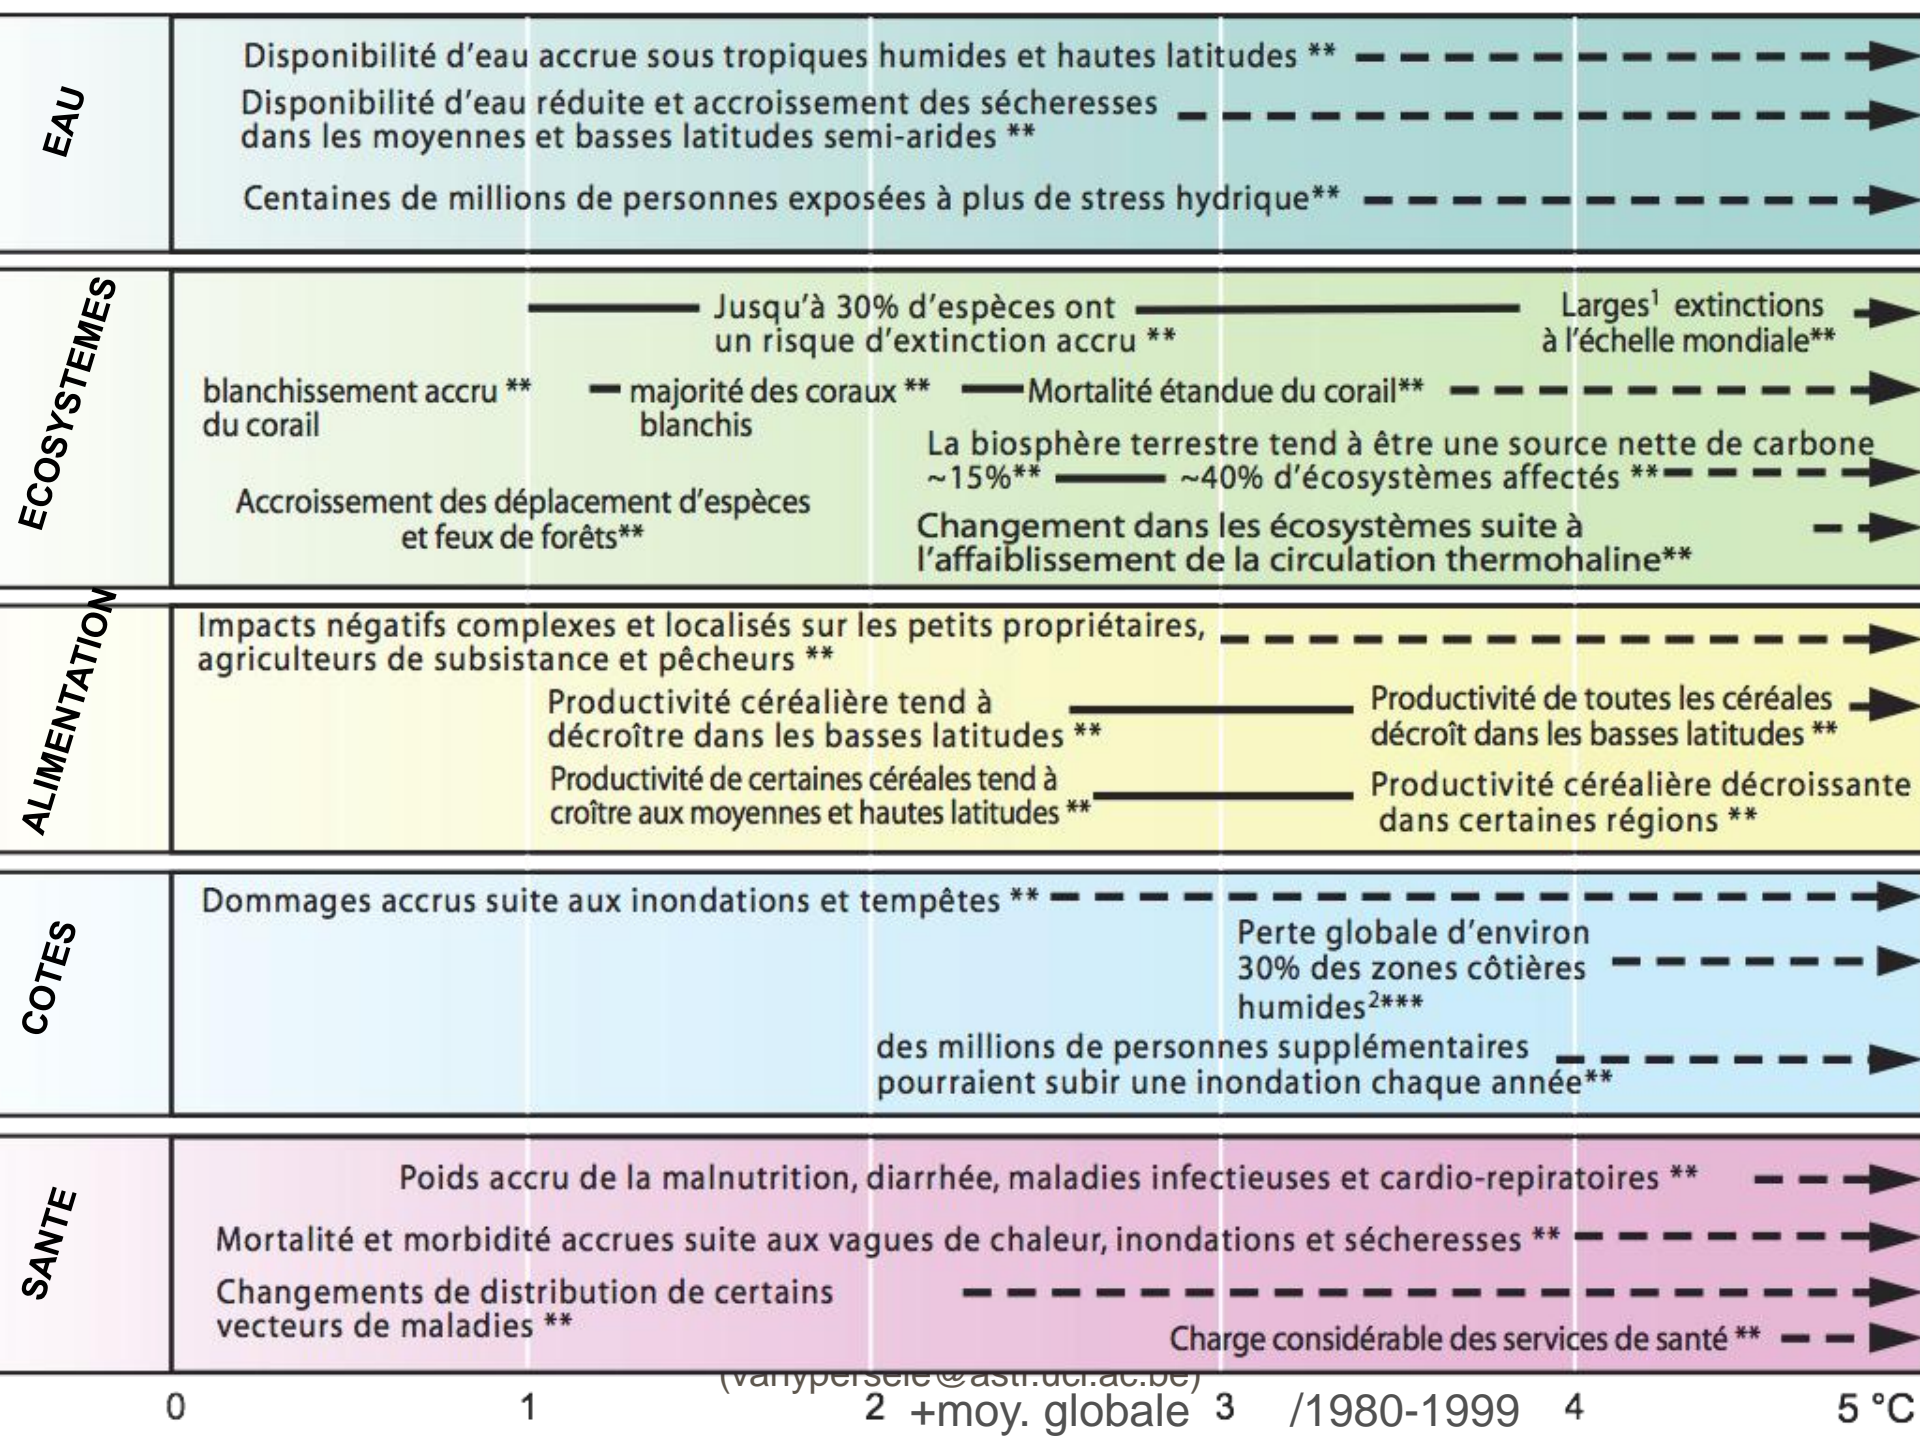 EAU
Disponibilité d'eau accrue sous tropiques humides et hautes latitudes **
Disponibilité d'eau réduite et accroissement des sécheresses
dans les moyennes et basses latitudes semi-arides **
Centaines de millions de personnes exposées à plus de stress hydrique**
ECOSYSTEMES
Jusqu'à 30% d'espèces ont
un risque d'extinction accru **
Larges¹ extinctions
à l'échelle mondiale**
blanchissement accru **
du corail
majorité des coraux **
blanchis
Mortalité étandue du corail**
La biosphère terrestre tend à être une source nette de carbone
~15%** ~40% d'écosystèmes affectés **
Accroissement des déplacement d'espèces
et feux de forêts**
Changement dans les écosystèmes suite à
l'affaiblissement de la circulation thermohaline**
ALIMENTATION
Impacts négatifs complexes et localisés sur les petits propriétaires,
agriculteurs de subsistance et pêcheurs **
Productivité céréalière tend à
décroître dans les basses latitudes **
Productivité de toutes les céréales
décroît dans les basses latitudes **
Productivité de certaines céréales tend à
croître aux moyennes et hautes latitudes **
Productivité céréalière décroissante
dans certaines régions **
COTES
Dommages accrus suite aux inondations et tempêtes **
Perte globale d'environ
30% des zones côtières
humides²***
des millions de personnes supplémentaires
pourraient subir une inondation chaque année**
SANTE
Poids accru de la malnutrition, diarrhée, maladies infectieuses et cardio-repiratoires **
Mortalité et morbidité accrues suite aux vagues de chaleur, inondations et sécheresses **
Changements de distribution de certains
vecteurs de maladies **
Charge considérable des services de santé **
(vanypersele@astr.ucl.ac.be)
0 1 2 +moy. globale 3 /1980-1999 4 5 °C